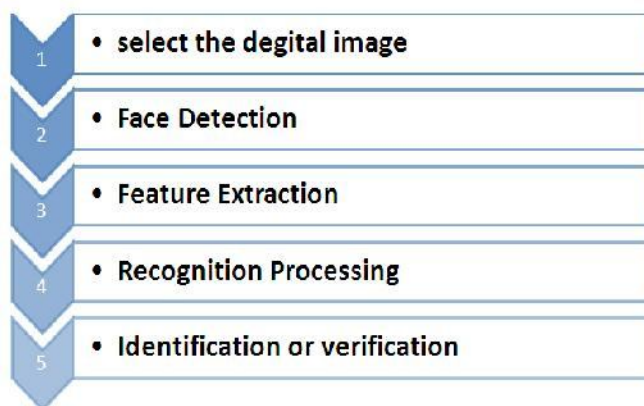 1 • select the degital image
2 • Face Detection
3 • Feature Extraction
4 • Recognition Processing
5 • Identification or verification